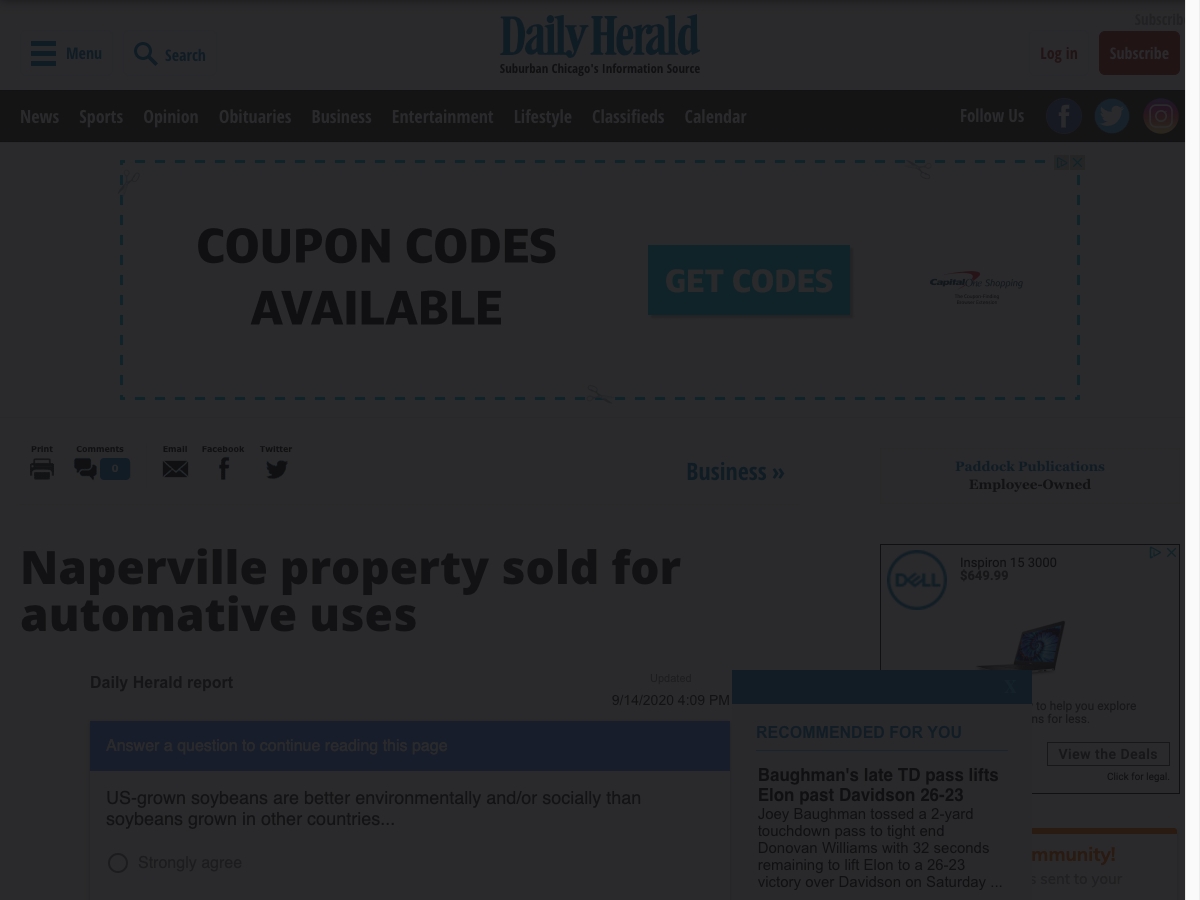 Subscribe
Menu
Search
Daily Herald
Suburban Chicago's Information Source
Log in
Subscribe
News Sports Opinion Obituaries Business Entertainment Lifestyle Classifieds Calendar
Follow Us
COUPON CODES
AVAILABLE
GET CODES
Capital One Shopping
Print Comments Email Facebook Twitter
0
Business »
Paddock Publications
Employee-Owned
Naperville property sold for
automative uses
DELL
Inspiron 15 3000
$649.99
Daily Herald report
Updated
9/14/2020 4:09 PM
X
to help you explore
ns for less.
View the Deals
Click for legal.
Answer a question to continue reading this page
US-grown soybeans are better environmentally and/or socially than
soybeans grown in other countries...
Strongly agree
RECOMMENDED FOR YOU
Baughman's late TD pass lifts
Elon past Davidson 26-23
Joey Baughman tossed a 2-yard
touchdown pass to tight end
Donovan Williams with 32 seconds
remaining to lift Elon to a 26-23
victory over Davidson on Saturday ...
mmunity!
s sent to your